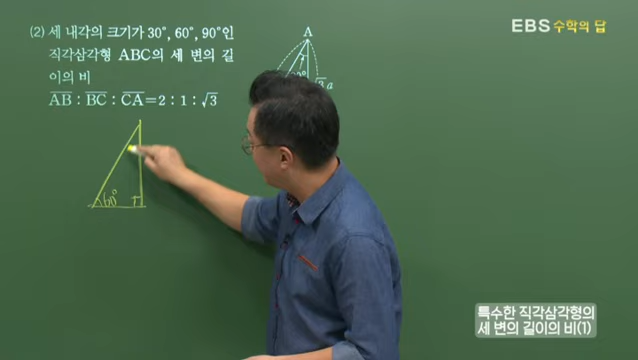 EBS 수학의 답
(2) 세 내각의 크기가 30°, 60°, 90°인
직각삼각형 ABC의 세 변의 길
이의 비
AB : BC : CA = 2 : 1 : √3
A
a
60°
특수한 직각삼각형의
세 변의 길이의 비(1)